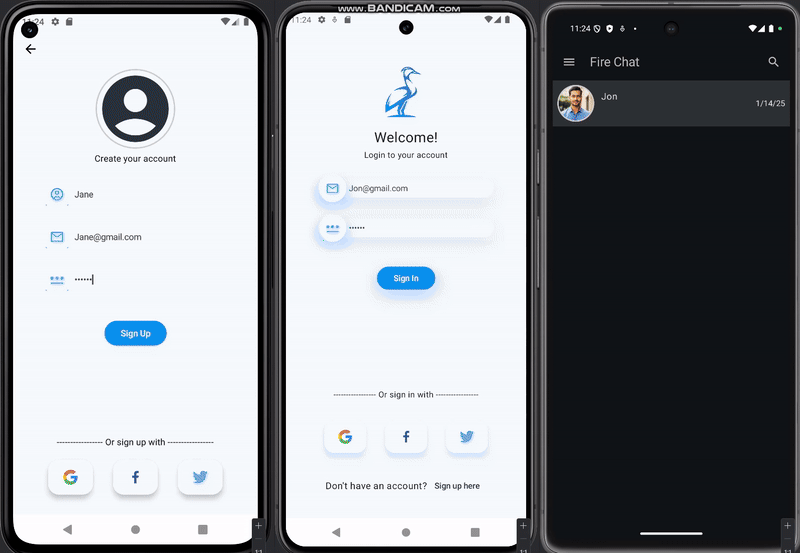 www.BANDICAM.com
11:24
Create your account
Jane
Jane@gmail.com
••••••
Sign Up
----------------- Or sign up with -----------------
G
f
11:24
Welcome!
Login to your account
Jon@gmail.com
••••••
Sign In
---------------- Or sign in with ----------------
G
f
Don't have an account? Sign up here
11:24
Fire Chat
Jon
1/14/25